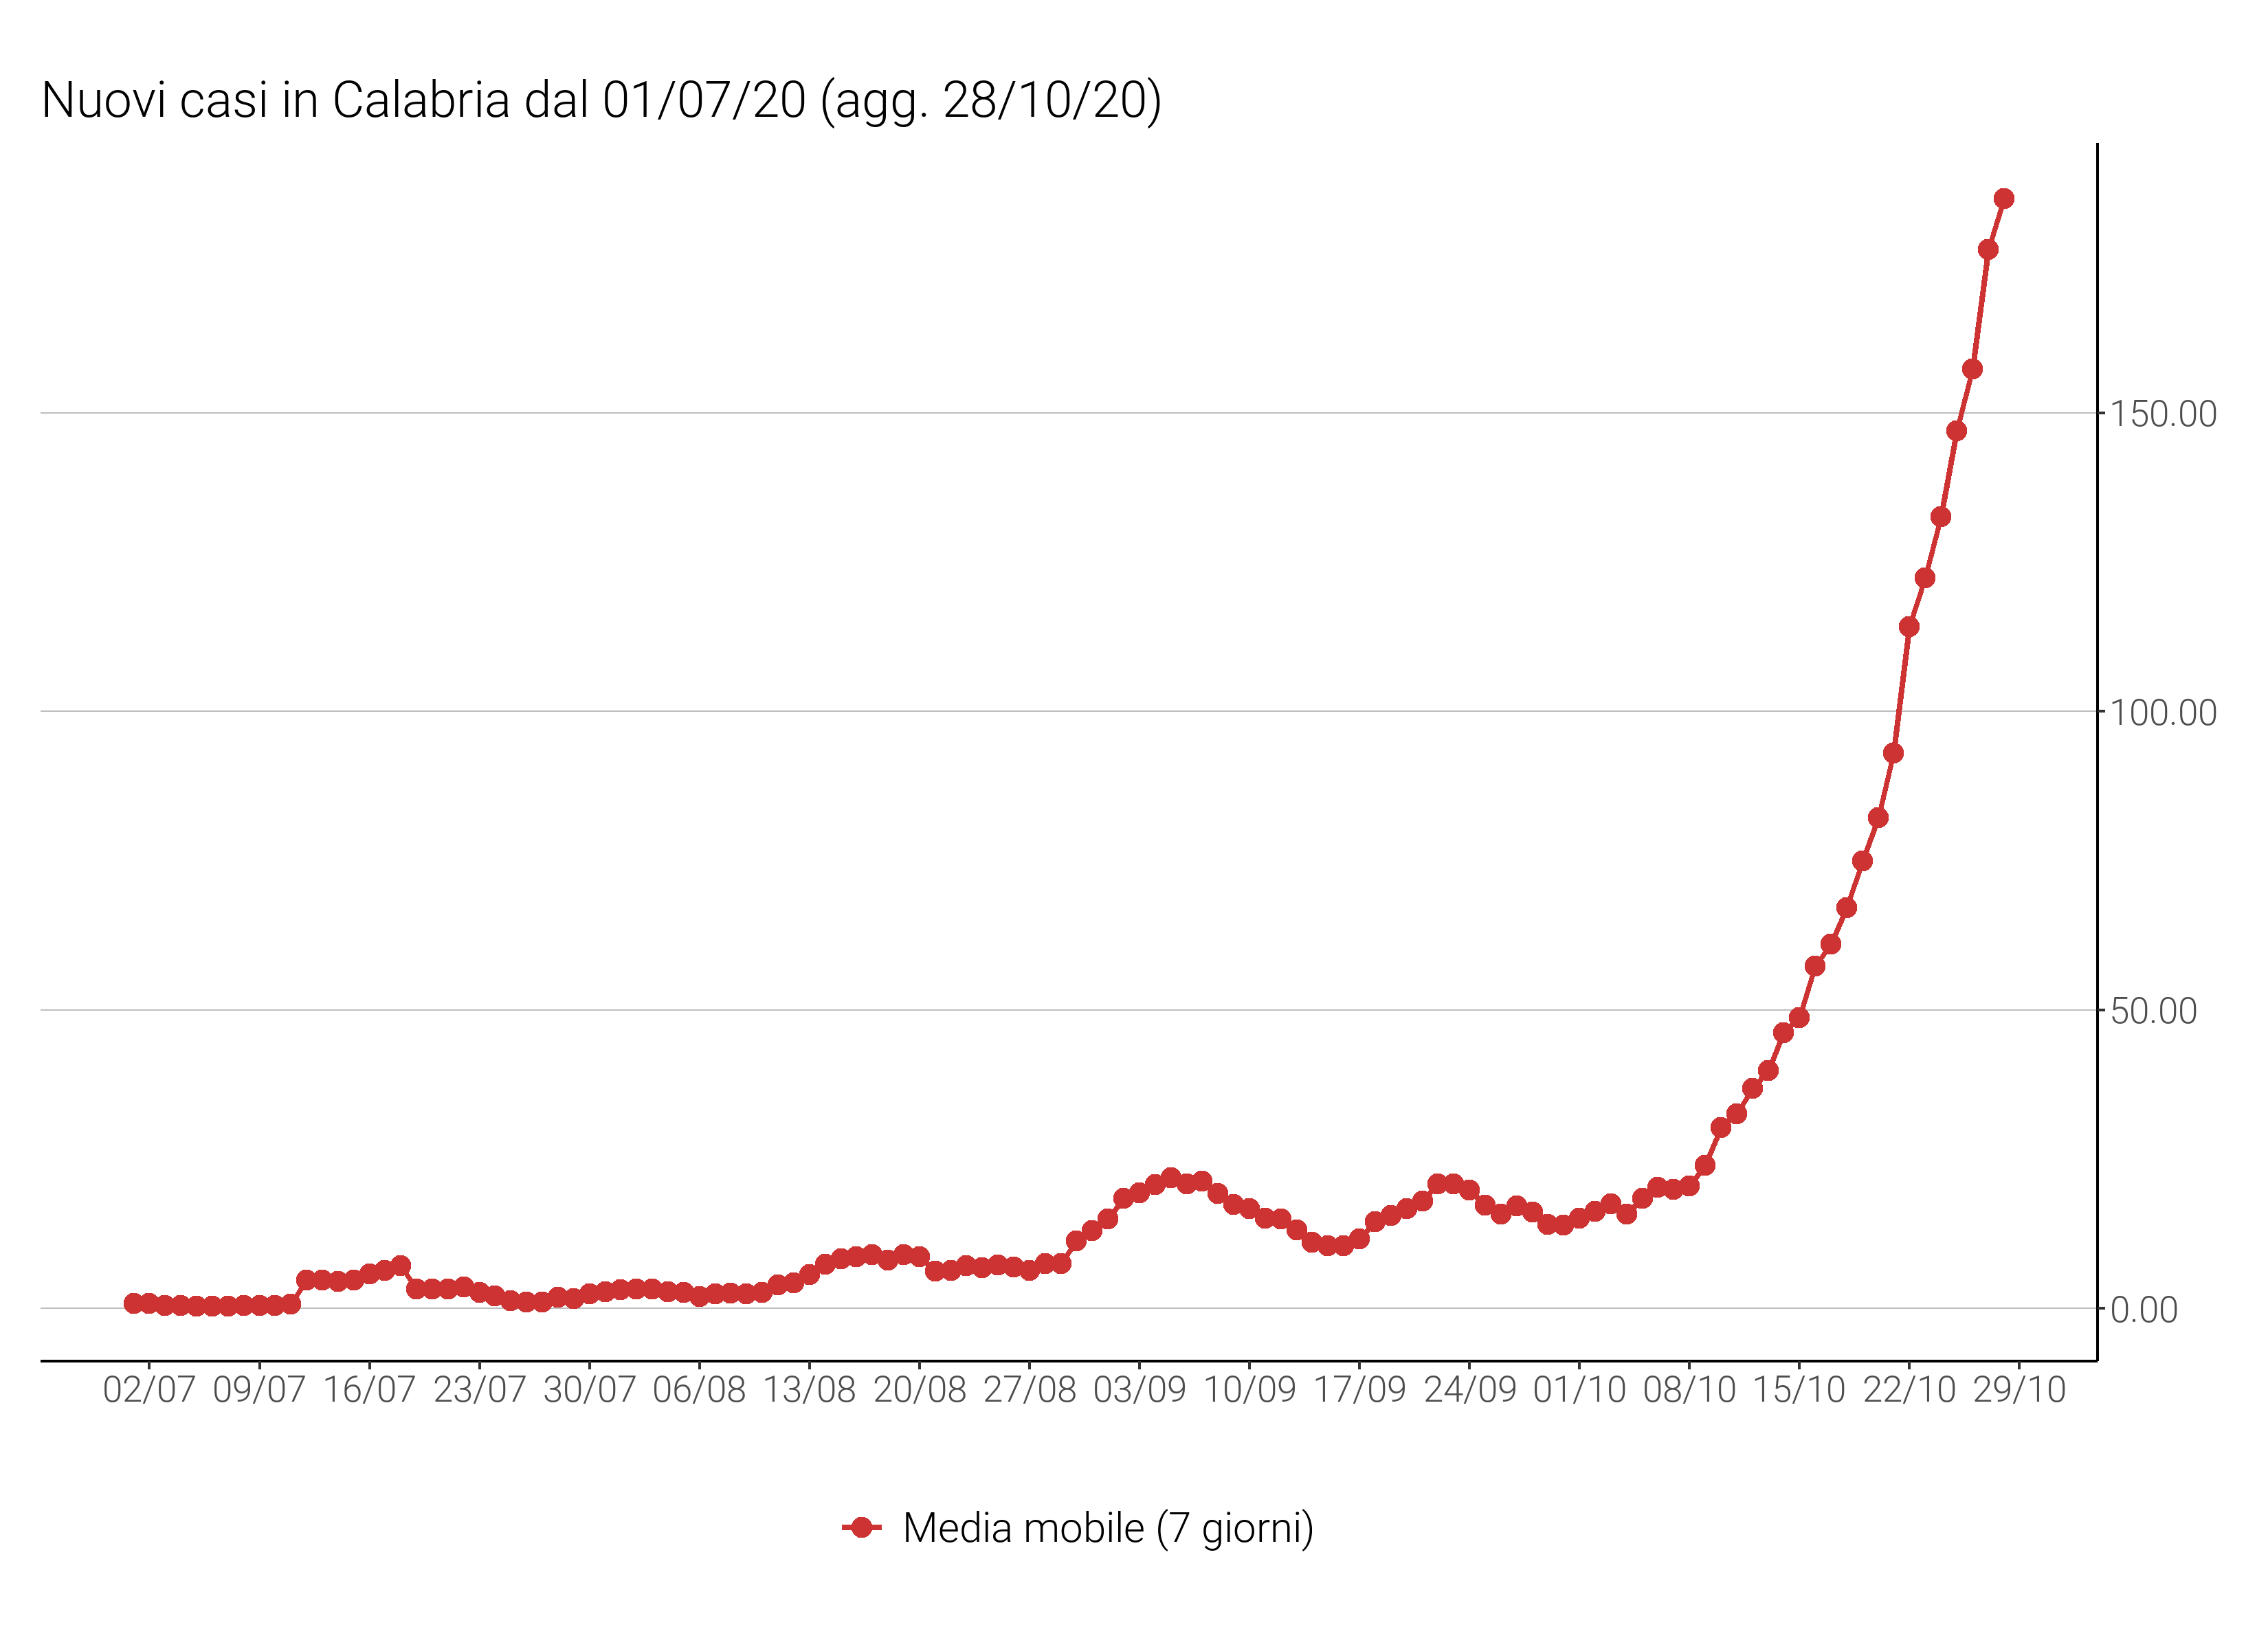 Nuovi casi in Calabria dal 01/07/20 (agg. 28/10/20)
150.00
100.00
50.00
0.00
02/07 09/07 16/07 23/07 30/07 06/08 13/08 20/08 27/08 03/09 10/09 17/09 24/09 01/10 08/10 15/10 22/10 29/10
Media mobile (7 giorni)